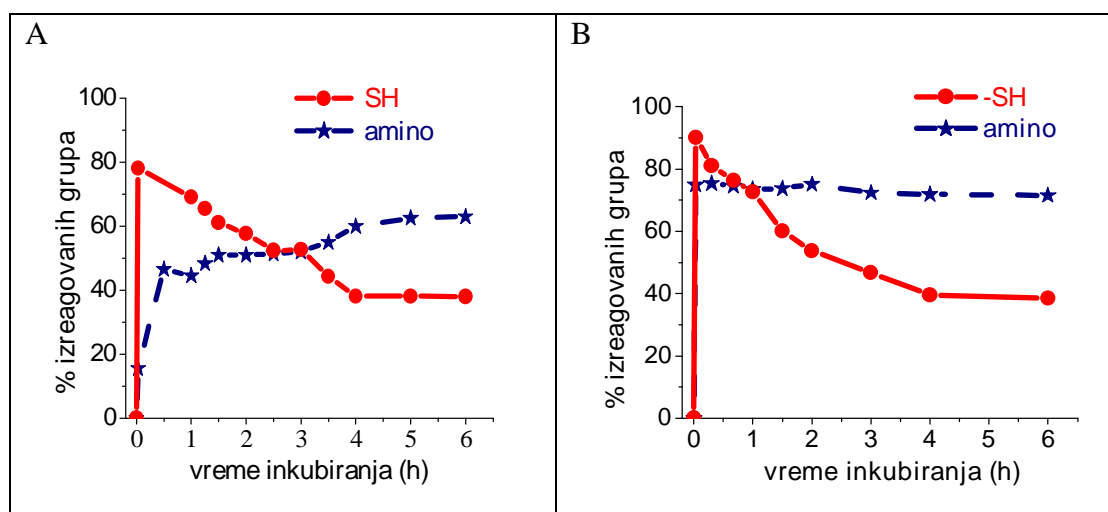 A
SH
amino
% izreagovanih grupa
100
80
60
40
20
0
0 1 2 3 4 5 6
vreme inkubiranja (h)
B
-SH
amino
% izreagovanih grupa
100
80
60
40
20
0
0 1 2 3 4 5 6
vreme inkubiranja (h)